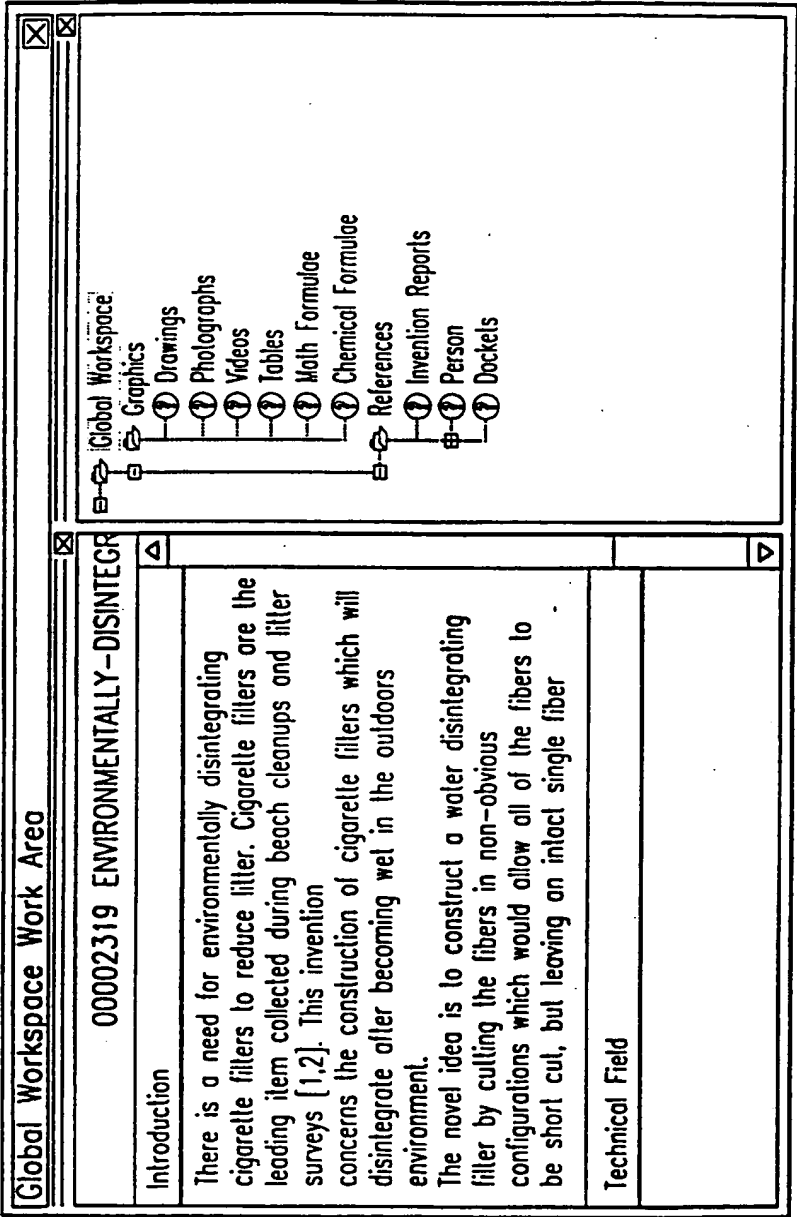 Global Workspace Work Area
00002319 ENVIRONMENTALLY-DISINTEGR
Introduction
There is a need for environmentally disintegrating
cigarette filters to reduce litter. Cigarette filters are the
leading item collected during beach cleanups and litter
surveys [1,2]. This invention
concerns the construction of cigarette filters which will
disintegrate after becoming wet in the outdoors
environment.
The novel idea is to construct a water disintegrating
filter by cutting the fibers in non-obvious
configurations which would allow all of the fibers to
be short cut, but leaving an intact single fiber
Technical Field
Global Workspace
Graphics
? Drawings
? Photographs
? Videos
? Tables
? Math Formulae
? Chemical Formulae
References
? Invention Reports
? Person
? Dockets